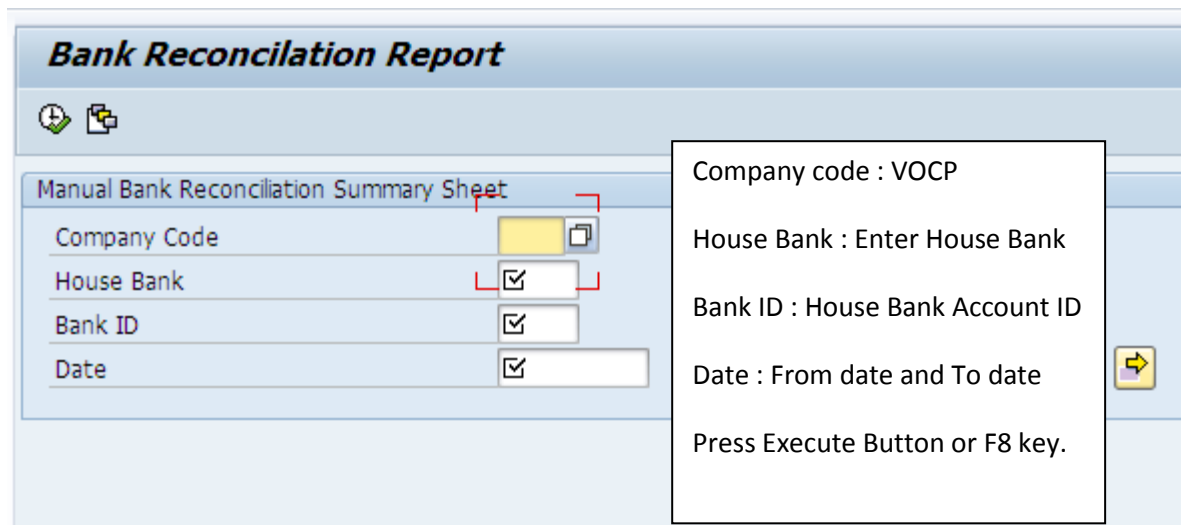 Bank Reconcilation Report
Manual Bank Reconciliation Summary Sheet
Company Code
House Bank
Bank ID
Date
Company code : VOCP
House Bank : Enter House Bank
Bank ID : House Bank Account ID
Date : From date and To date
Press Execute Button or F8 key.